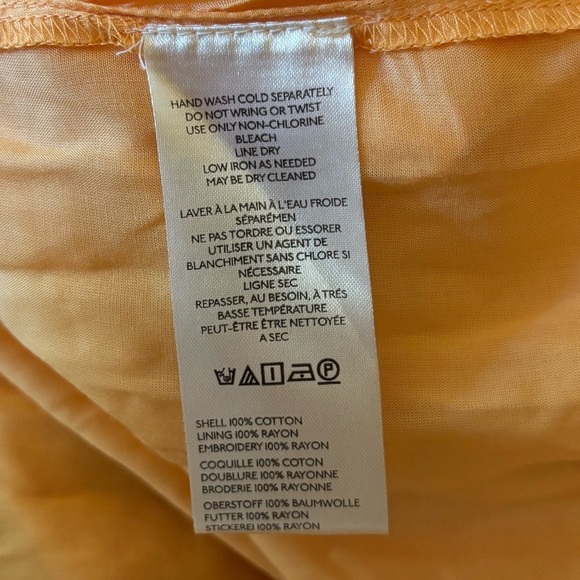 HAND WASH COLD SEPARATELY
DO NOT WRING OR TWIST
USE ONLY NON-CHLORINE
BLEACH
LINE DRY
LOW IRON AS NEEDED
MAY BE DRY CLEANED
LAVER À LA MAIN À L'EAU FROIDE
SÉPARÉMEN
NE PAS TORDRE OU ESSORER
UTILISER UN AGENT DE
BLANCHIMENT SANS CHLORE SI
NÉCESSAIRE
LIGNE SEC
REPASSER, AU BESOIN, À TRÉS
BASSE TEMPÉRATURE
PEUT-ÊTRE ÊTRE NETTOYÉE
A SEC
P
SHELL 100% COTTON
LINING 100% RAYON
EMBROIDERY 100% RAYON
COQUILLE 100% COTON
DOUBLURE 100% RAYONNE
BRODERIE 100% RAYONNE
OBERSTOFF 100% BAUMWOLLE
FUTTER 100% RAYON
STICKEREI 100% RAYON